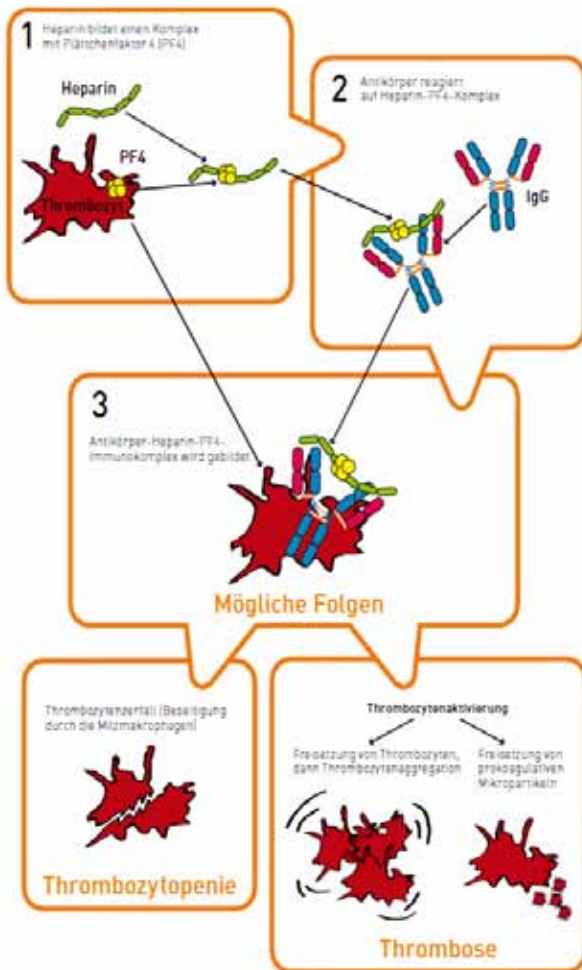 1
Heparin bildet einen Komplex
mit Plätschenfaktor 4 (PF4)
Heparin
PF4
Thrombozyt
2
Antikörper reagiert
auf Heparin-PF4-Komplex
IgG
3
Antikörper-Heparin-PF4-
Immunokomplex wird gebildet
Mögliche Folgen
Thrombozytenzerfall (Beseitigung
durch die Milzmakrophagen)
Thrombozytopenie
Thrombozytenaktivierung
Freisetzung von Thrombozyten,
dann Thrombozytenaggregation
Freisetzung von
prokoagulativen
Mikropartikeln
Thrombose